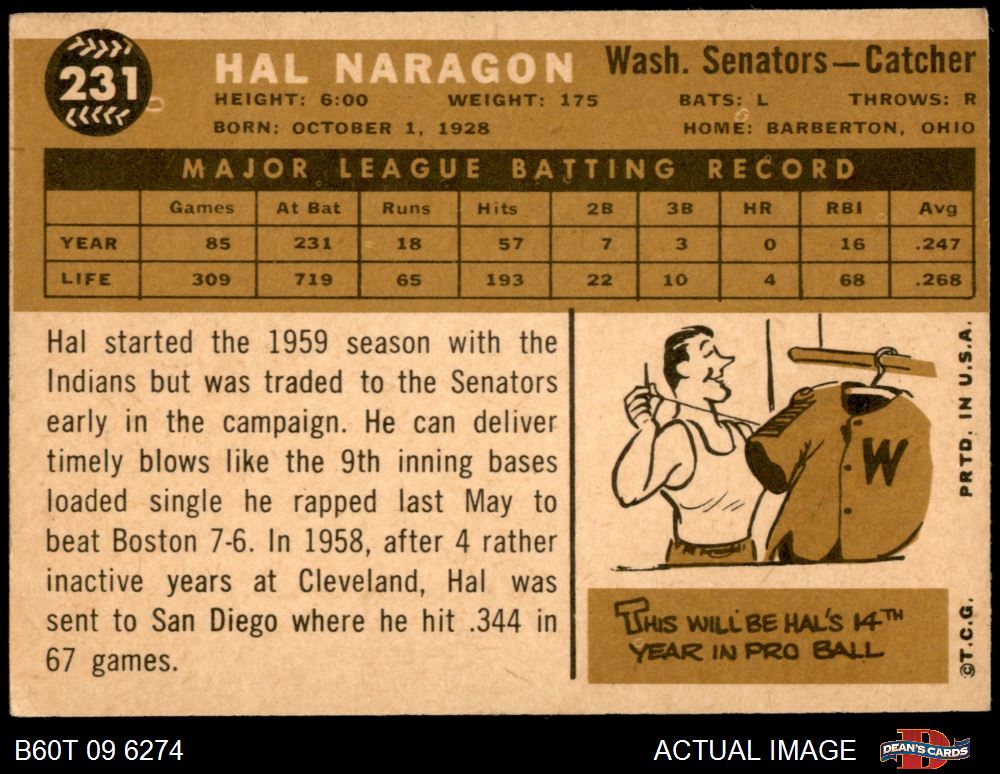 231
HAL NARAGON Wash. Senators—Catcher
HEIGHT: 6:00 WEIGHT: 175 BATS: L THROWS: R
BORN: OCTOBER 1, 1928 HOME: BARBERTON, OHIO
MAJOR LEAGUE BATTING RECORD
Games At Bat Runs Hits 2B 3B HR RBI Avg
YEAR 85 231 18 57 7 3 0 16 .247
LIFE 309 719 65 193 22 10 4 68 .268
Hal started the 1959 season with the
Indians but was traded to the Senators
early in the campaign. He can deliver
timely blows like the 9th inning bases
loaded single he rapped last May to
beat Boston 7-6. In 1958, after 4 rather
inactive years at Cleveland, Hal was
sent to San Diego where he hit .344 in
67 games.
W
THIS WILL BE HAL'S 14TH
YEAR IN PRO BALL
PRTD. IN U.S.A.
©T.C.G.
B60T 09 6274 ACTUAL IMAGE DEAN'S CARDS